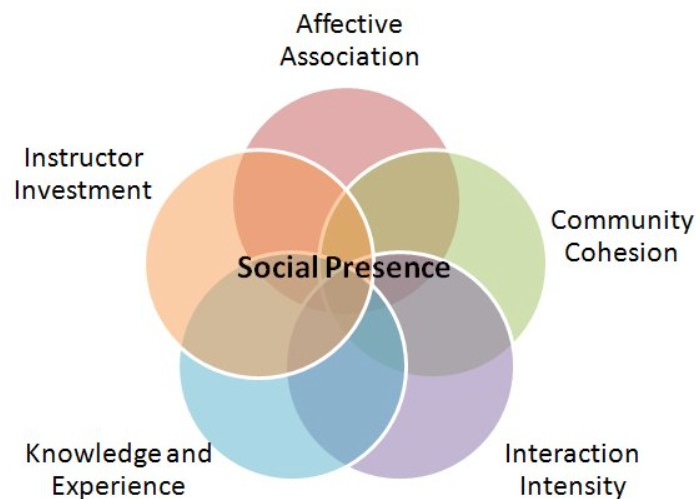 Affective
Association
Instructor
Investment
Community
Cohesion
Social Presence
Knowledge and
Experience
Interaction
Intensity